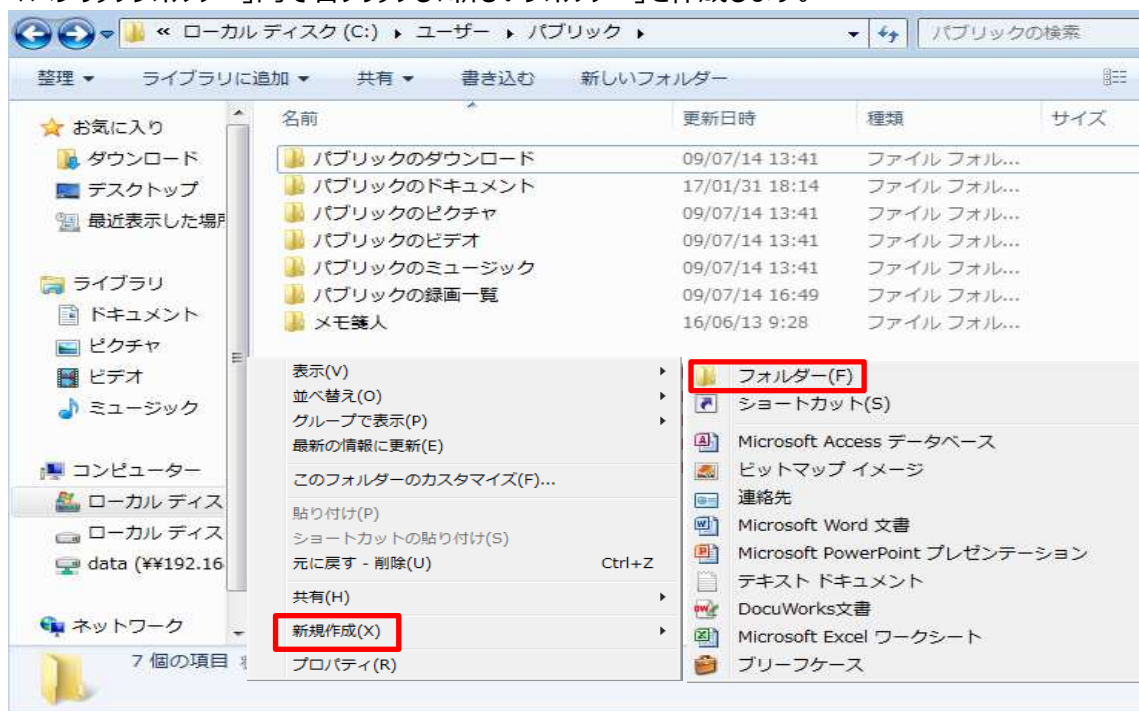 « ローカル ディスク (C:) ▸ ユーザー ▸ パブリック ▸
パブリックの検索
整理 ▼ ライブラリに追加 ▼ 共有 ▼ 書き込む 新しいフォルダー
名前 更新日時 種類 サイズ
お気に入り
ダウンロード
デスクトップ
最近表示した場所
ライブラリ
ドキュメント
ピクチャ
ビデオ
ミュージック
コンピューター
ローカル ディス
ローカル ディス
data (¥¥192.16
ネットワーク
パブリックのダウンロード 09/07/14 13:41 ファイル フォル...
パブリックのドキュメント 17/01/31 18:14 ファイル フォル...
パブリックのピクチャ 09/07/14 13:41 ファイル フォル...
パブリックのビデオ 09/07/14 13:41 ファイル フォル...
パブリックのミュージック 09/07/14 13:41 ファイル フォル...
パブリックの録画一覧 09/07/14 16:49 ファイル フォル...
メモ箋人 16/06/13 9:28 ファイル フォル...
表示(V)
並べ替え(O)
グループで表示(P)
最新の情報に更新(E)
このフォルダーのカスタマイズ(F)...
貼り付け(P)
ショートカットの貼り付け(S)
元に戻す - 削除(U) Ctrl+Z
共有(H)
新規作成(X)
プロパティ(R)
フォルダー(F)
ショートカット(S)
Microsoft Access データベース
ビットマップ イメージ
連絡先
Microsoft Word 文書
Microsoft PowerPoint プレゼンテーション
テキスト ドキュメント
DocuWorks文書
Microsoft Excel ワークシート
ブリーフケース
7 個の項目